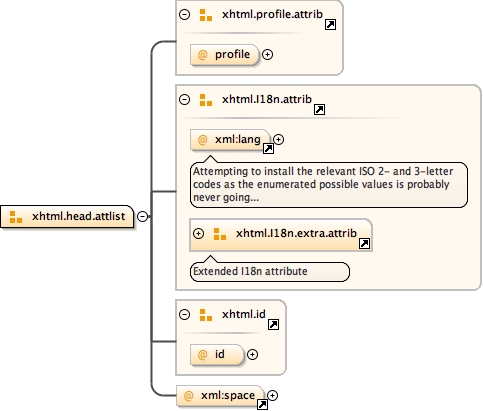 xhtml.profile.attrib
@ profile
xhtml.I18n.attrib
@ xml:lang
Attempting to install the relevant ISO 2- and 3-letter
codes as the enumerated possible values is probably
never going...
xhtml.head.attlist
xhtml.I18n.extra.attrib
Extended I18n attribute
xhtml.id
@ id
@ xml:space